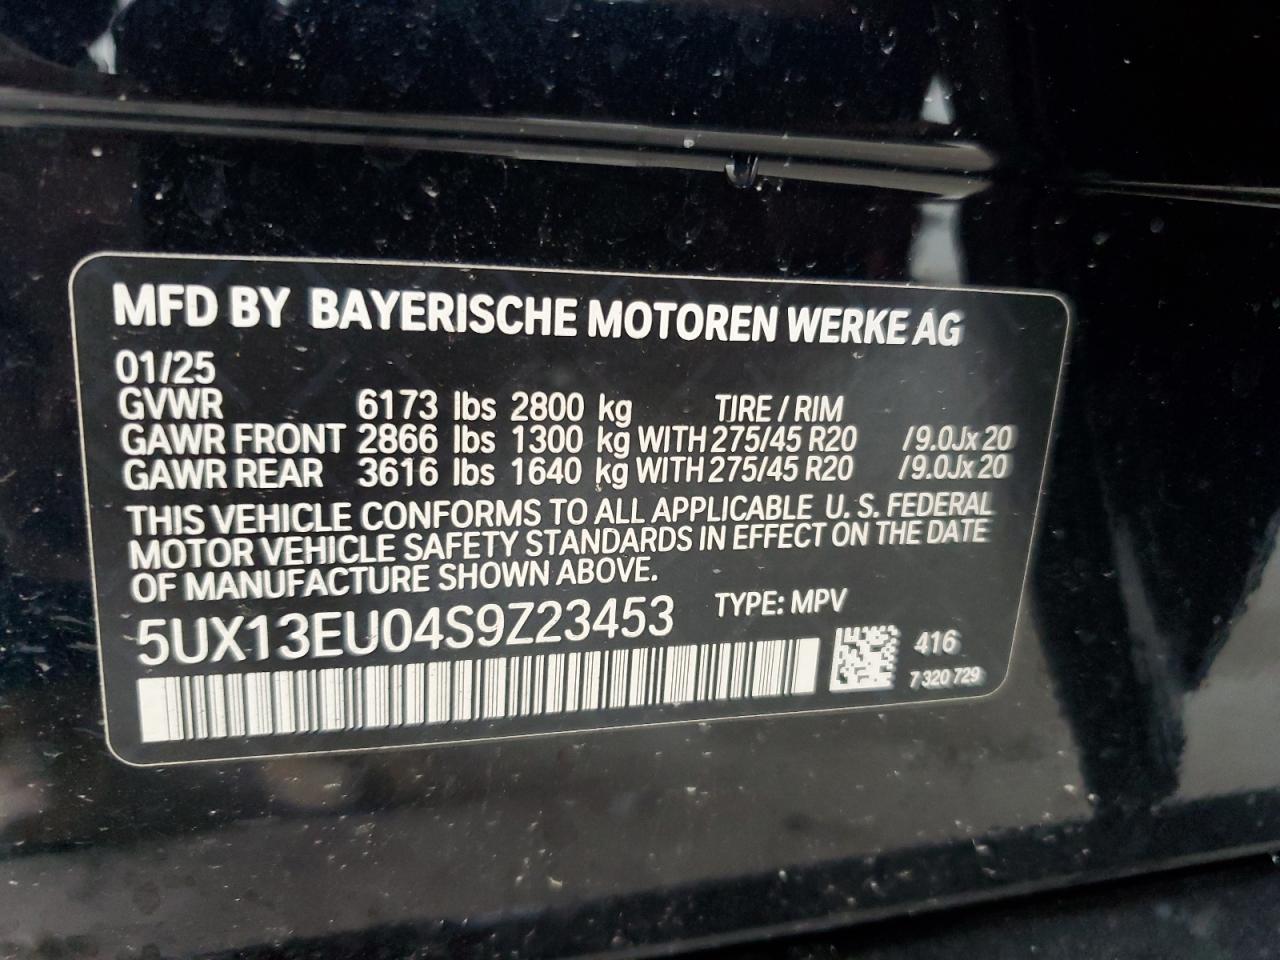 MFD BY BAYERISCHE MOTOREN WERKE AG
01/25
GVWR 6173 lbs 2800 kg TIRE / RIM
GAWR FRONT 2866 lbs 1300 kg WITH 275/45 R20 /9.0Jx20
GAWR REAR 3616 lbs 1640 kg WITH 275/45 R20 /9.0Jx20
THIS VEHICLE CONFORMS TO ALL APPLICABLE U. S. FEDERAL
MOTOR VEHICLE SAFETY STANDARDS IN EFFECT ON THE DATE
OF MANUFACTURE SHOWN ABOVE.
5UX13EU04S9Z23453 TYPE: MPV
416
7 320 729